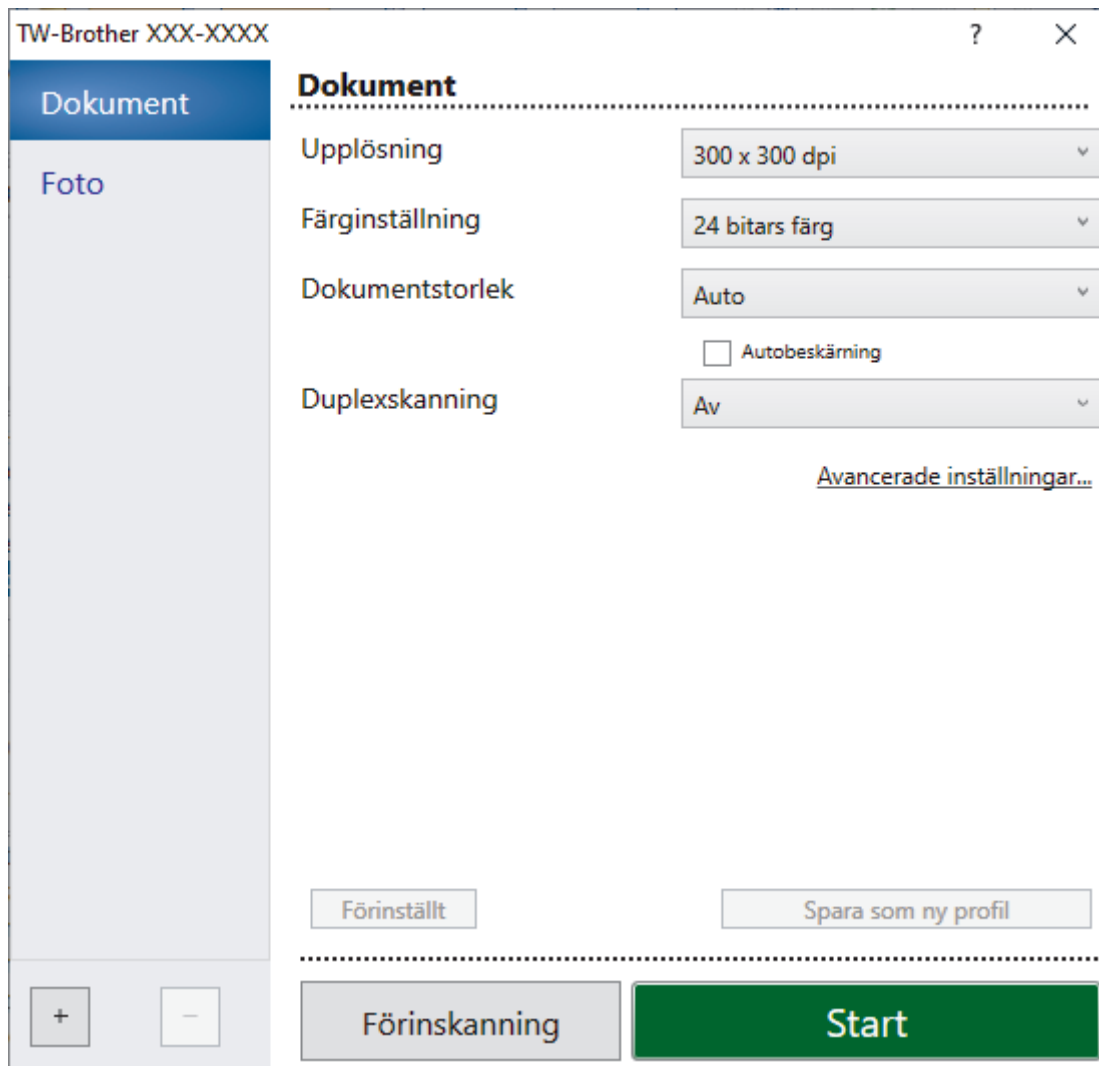 TW-Brother XXX-XXXX
?
Dokument
Foto
Dokument
Upplösning
300 x 300 dpi
Färginställning
24 bitars färg
Dokumentstorlek
Auto
Autobeskärning
Duplexskanning
Av
Avancerade inställningar...
Förinställt
Spara som ny profil
+
−
Förinskanning
Start